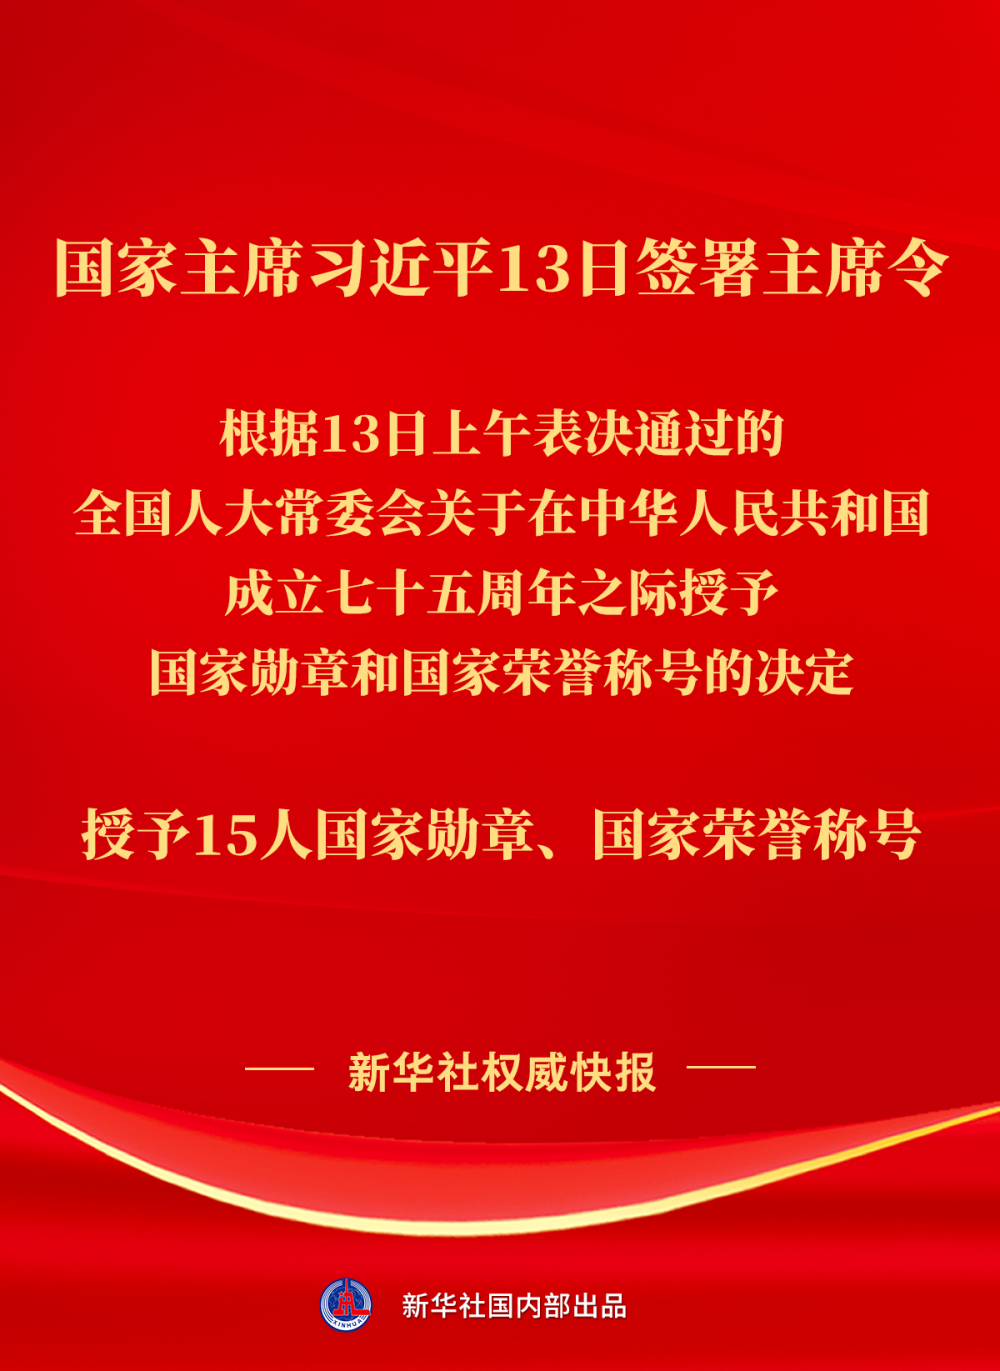 国家主席习近平13日签署主席令
根据13日上午表决通过的
全国人大常委会关于在中华人民共和国
成立七十五周年之际授予
国家勋章和国家荣誉称号的决定
授予15人国家勋章、国家荣誉称号
新华社权威快报
XINHUA
新华社国内部出品